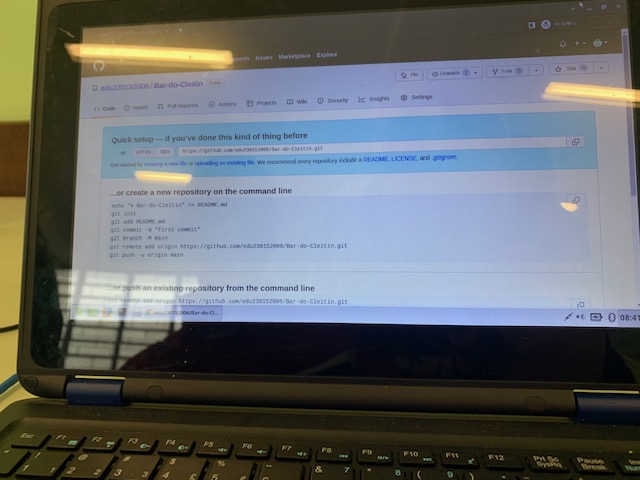 Issues Marketplace Explore
edu230152006 / Bar-do-Cleitin Public
Pin Unwatch 1 Fork 0 Star 0
Code Issues Pull requests Actions Projects Wiki Security Insights Settings
Quick setup — if you've done this kind of thing before
or HTTPS SSH https://github.com/edu230152006/Bar-do-Cleitin.git
Get started by creating a new file or uploading an existing file. We recommend every repository include a README, LICENSE, and .gitignore.
...or create a new repository on the command line
echo "# Bar-do-Cleitin" >> README.md
git init
git add README.md
git commit -m "first commit"
git branch -M main
git remote add origin https://github.com/edu230152006/Bar-do-Cleitin.git
git push -u origin main
...or push an existing repository from the command line
git remote add origin https://github.com/edu230152006/Bar-do-Cleitin.git
08:41
Esc F1 F2 F3 F4 F5 F6 F7 F8 F9 F10 F11 F12 Prt Sc SysRq Pause Break